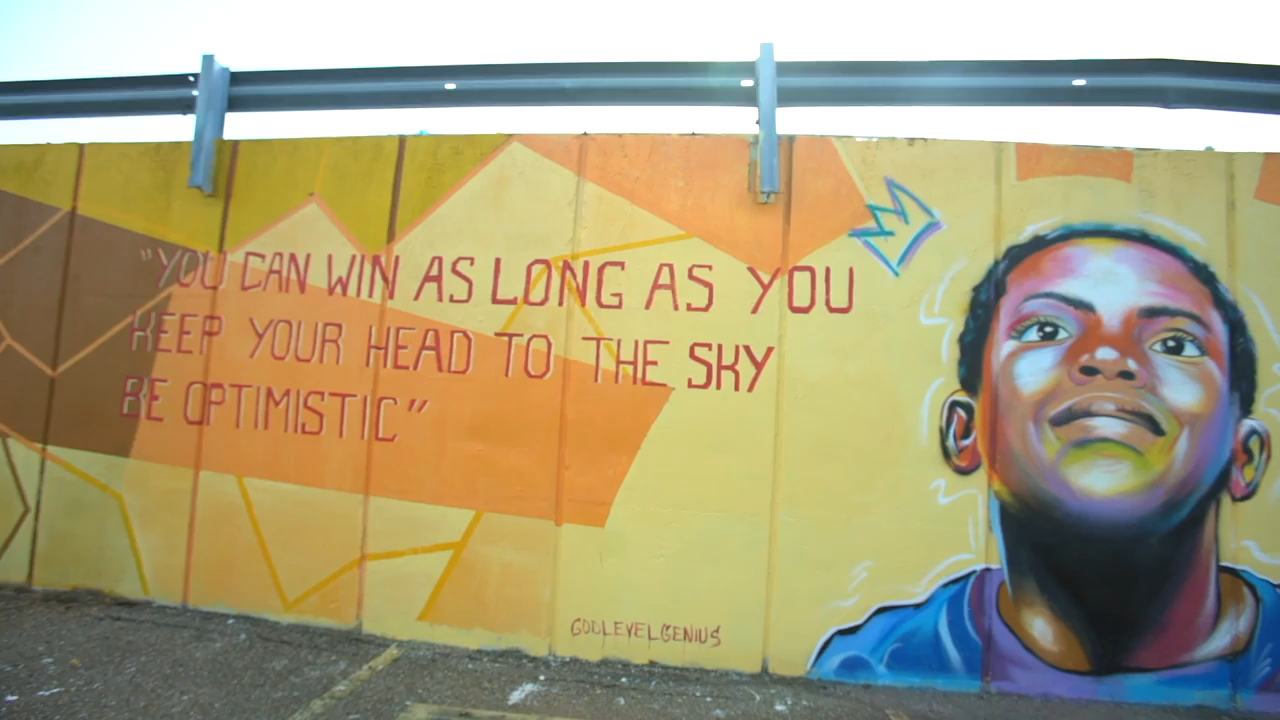 "YOU CAN WIN AS LONG AS YOU
KEEP YOUR HEAD TO THE SKY
BE OPTIMISTIC"
GODLEVELGENIUS